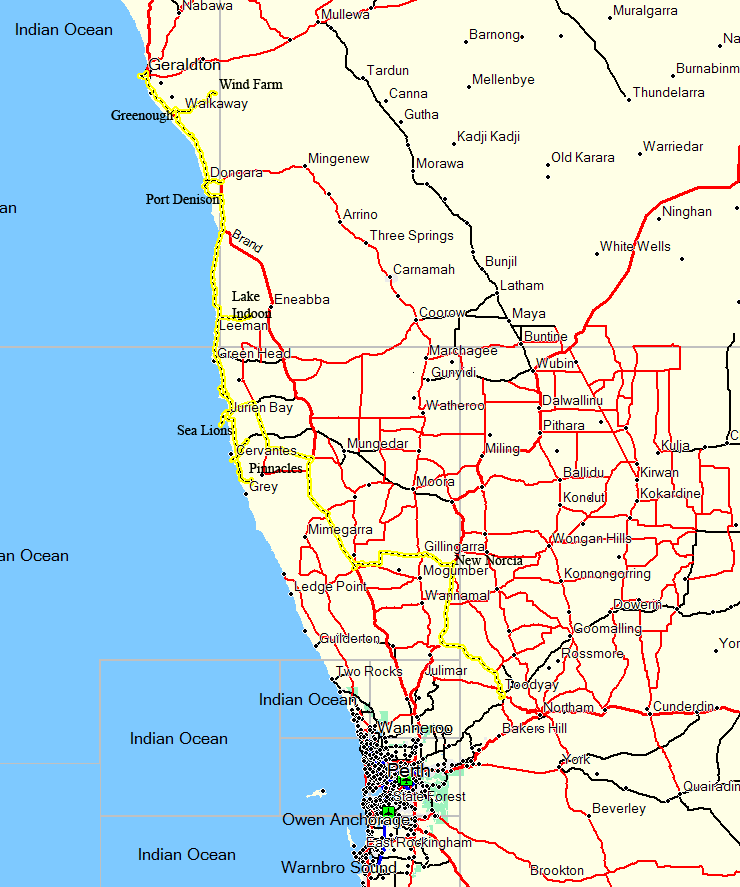 Nabawa
Mullewa
Indian Ocean
Muralgarra
Barnong
Na
Geraldton
Tardun
Burnabinm
Wind Farm
Canna
Mellenbye
Thundelarra
Walkaway
Greenough
Gutha
Kadji Kadji
Warriedar
Mingenew
Old Karara
Morawa
Dongara
Port Denison
an
Arrino
Ninghan
Brand
Three Springs
White Wells
Bunjil
Carnamah
Latham
Lake
Indoon
Eneabba
Coorow
Maya
Leeman
Buntine
Green Head
Marchagee
Wubin
Gunyidi
Jurien Bay
Watheroo
Dalwallinu
Pithara
Sea Lions
Mungedar
Miling
Kulja
C
Cervantes
Pinnacles
Ballidu
Kirwan
Grey
Moora
Kondut
Kokardine
Mimegarra
Gillingarra
Wongan Hills
New Norcia
an Ocean
Mogumber
Konnongorring
Ledge Point
Wannamal
Dowerin
Goomalling
Guilderton
Yor
Rossmore
Two Rocks
Julimar
Toodyay
Indian Ocean
Northam
Cunderdin
Wanneroo
Bakers Hill
Indian Ocean
York
Perth
State Forest
Quairadin
Beverley
Owen Anchorage
East Rockingham
Indian Ocean
Warnbro Sound
Brookton